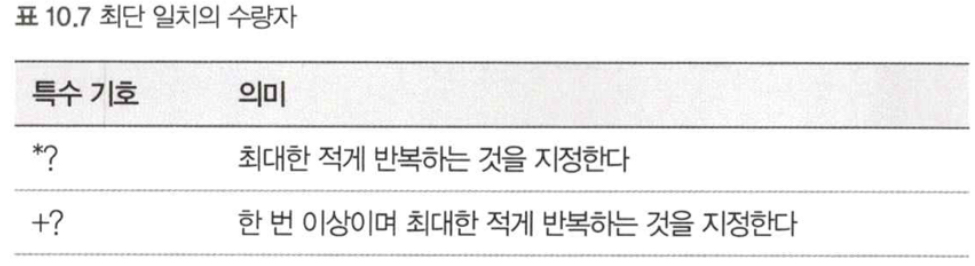 표 10.7 최단 일치의 수량자
특수 기호 의미
*? 최대한 적게 반복하는 것을 지정한다
+? 한 번 이상이며 최대한 적게 반복하는 것을 지정한다